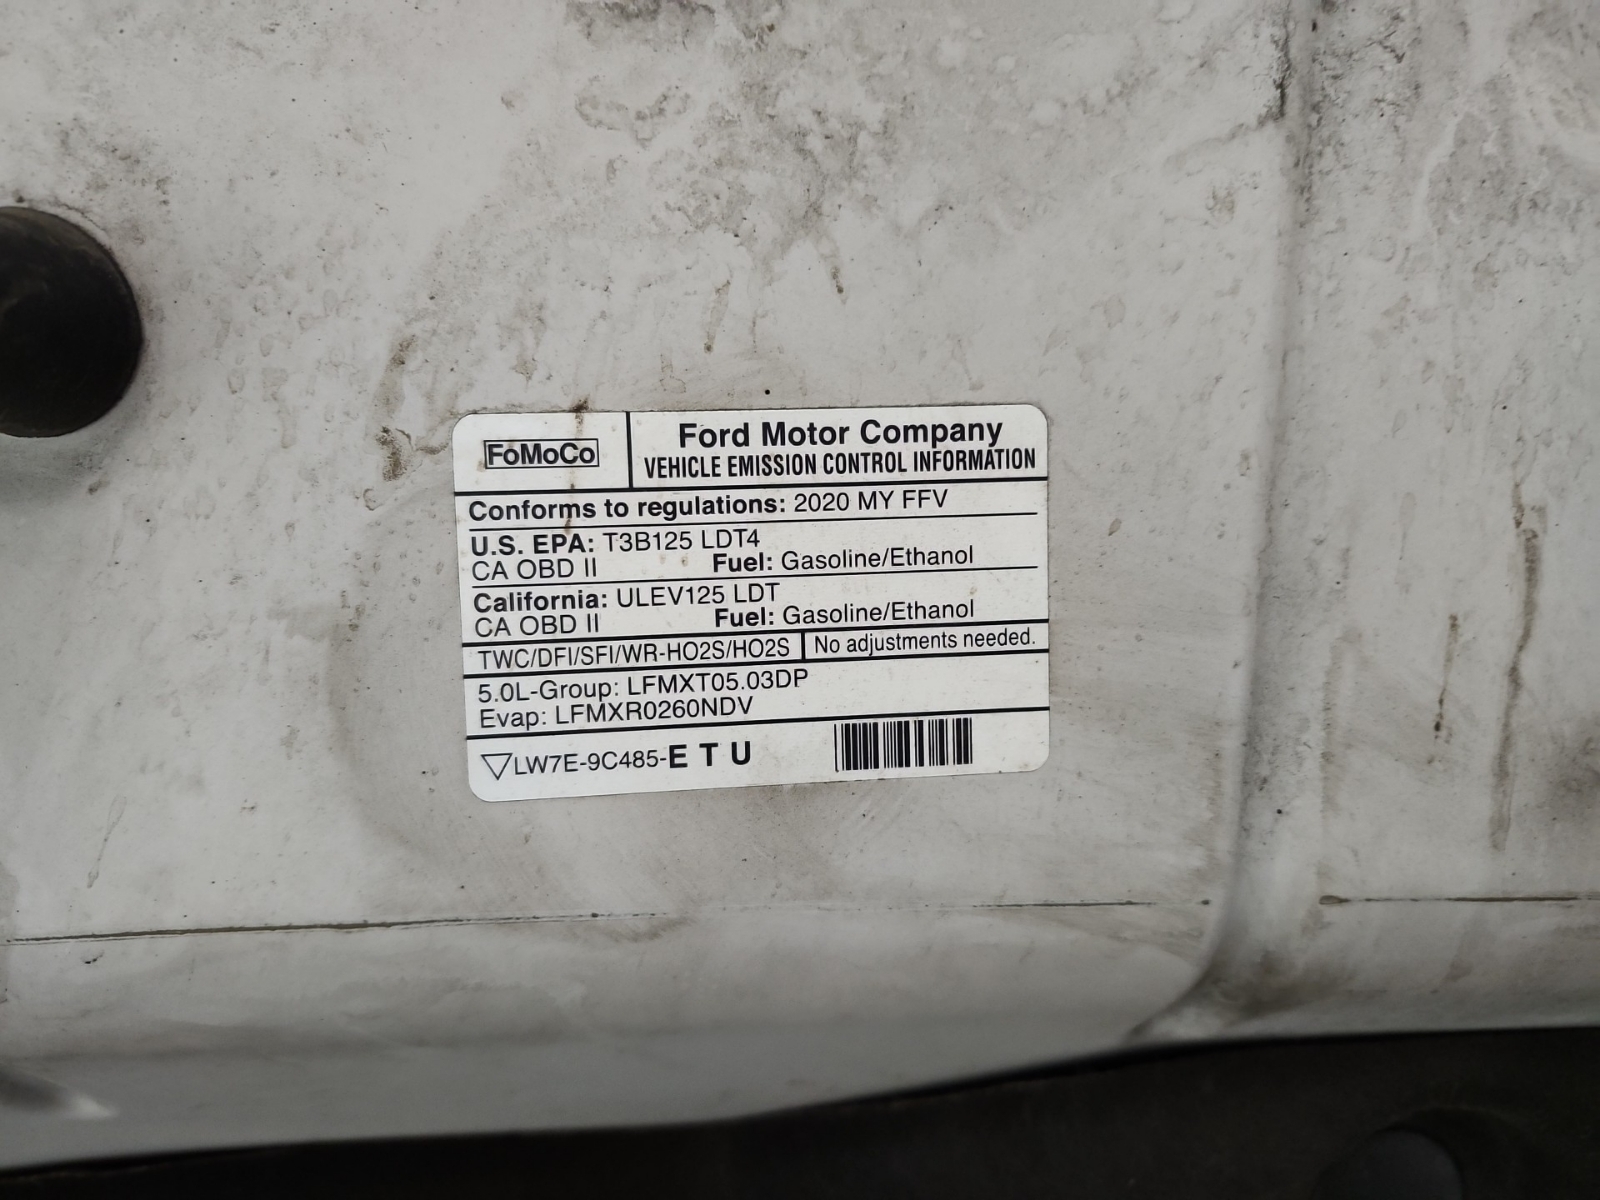 FoMoCo
Ford Motor Company
VEHICLE EMISSION CONTROL INFORMATION
Conforms to regulations: 2020 MY FFV
U.S. EPA: T3B125 LDT4
CA OBD II Fuel: Gasoline/Ethanol
California: ULEV125 LDT
CA OBD II Fuel: Gasoline/Ethanol
TWC/DFI/SFI/WR-HO2S/HO2S No adjustments needed.
5.0L-Group: LFMXT05.03DP
Evap: LFMXR0260NDV
LW7E-9C485-E T U